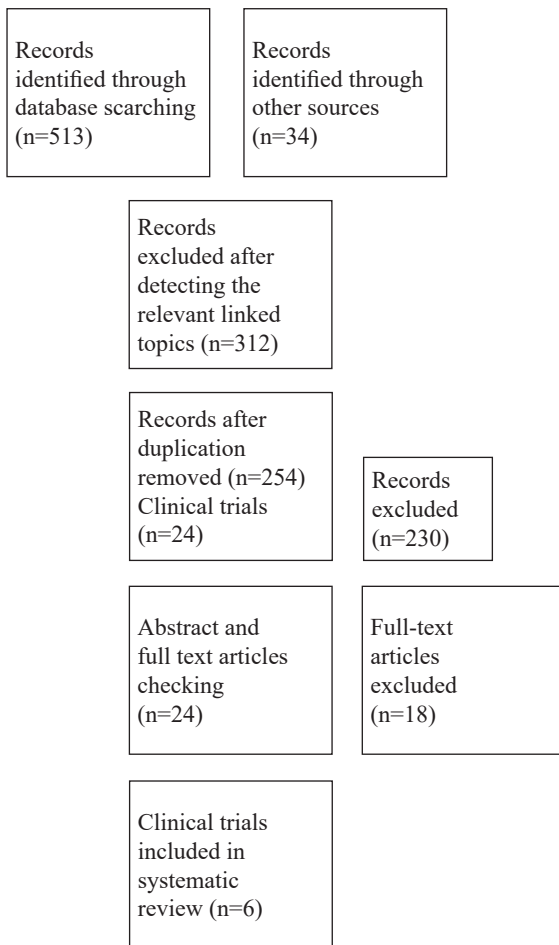 Records
identified through
database searching
(n=513)
Records
identified through
other sources
(n=34)
Records
excluded after
detecting the
relevant linked
topics (n=312)
Records after
duplication
removed (n=254)
Clinical trials
(n=24)
Records
excluded
(n=230)
Abstract and
full text articles
checking
(n=24)
Full-text
articles
excluded
(n=18)
Clinical trials
included in
systematic
review (n=6)